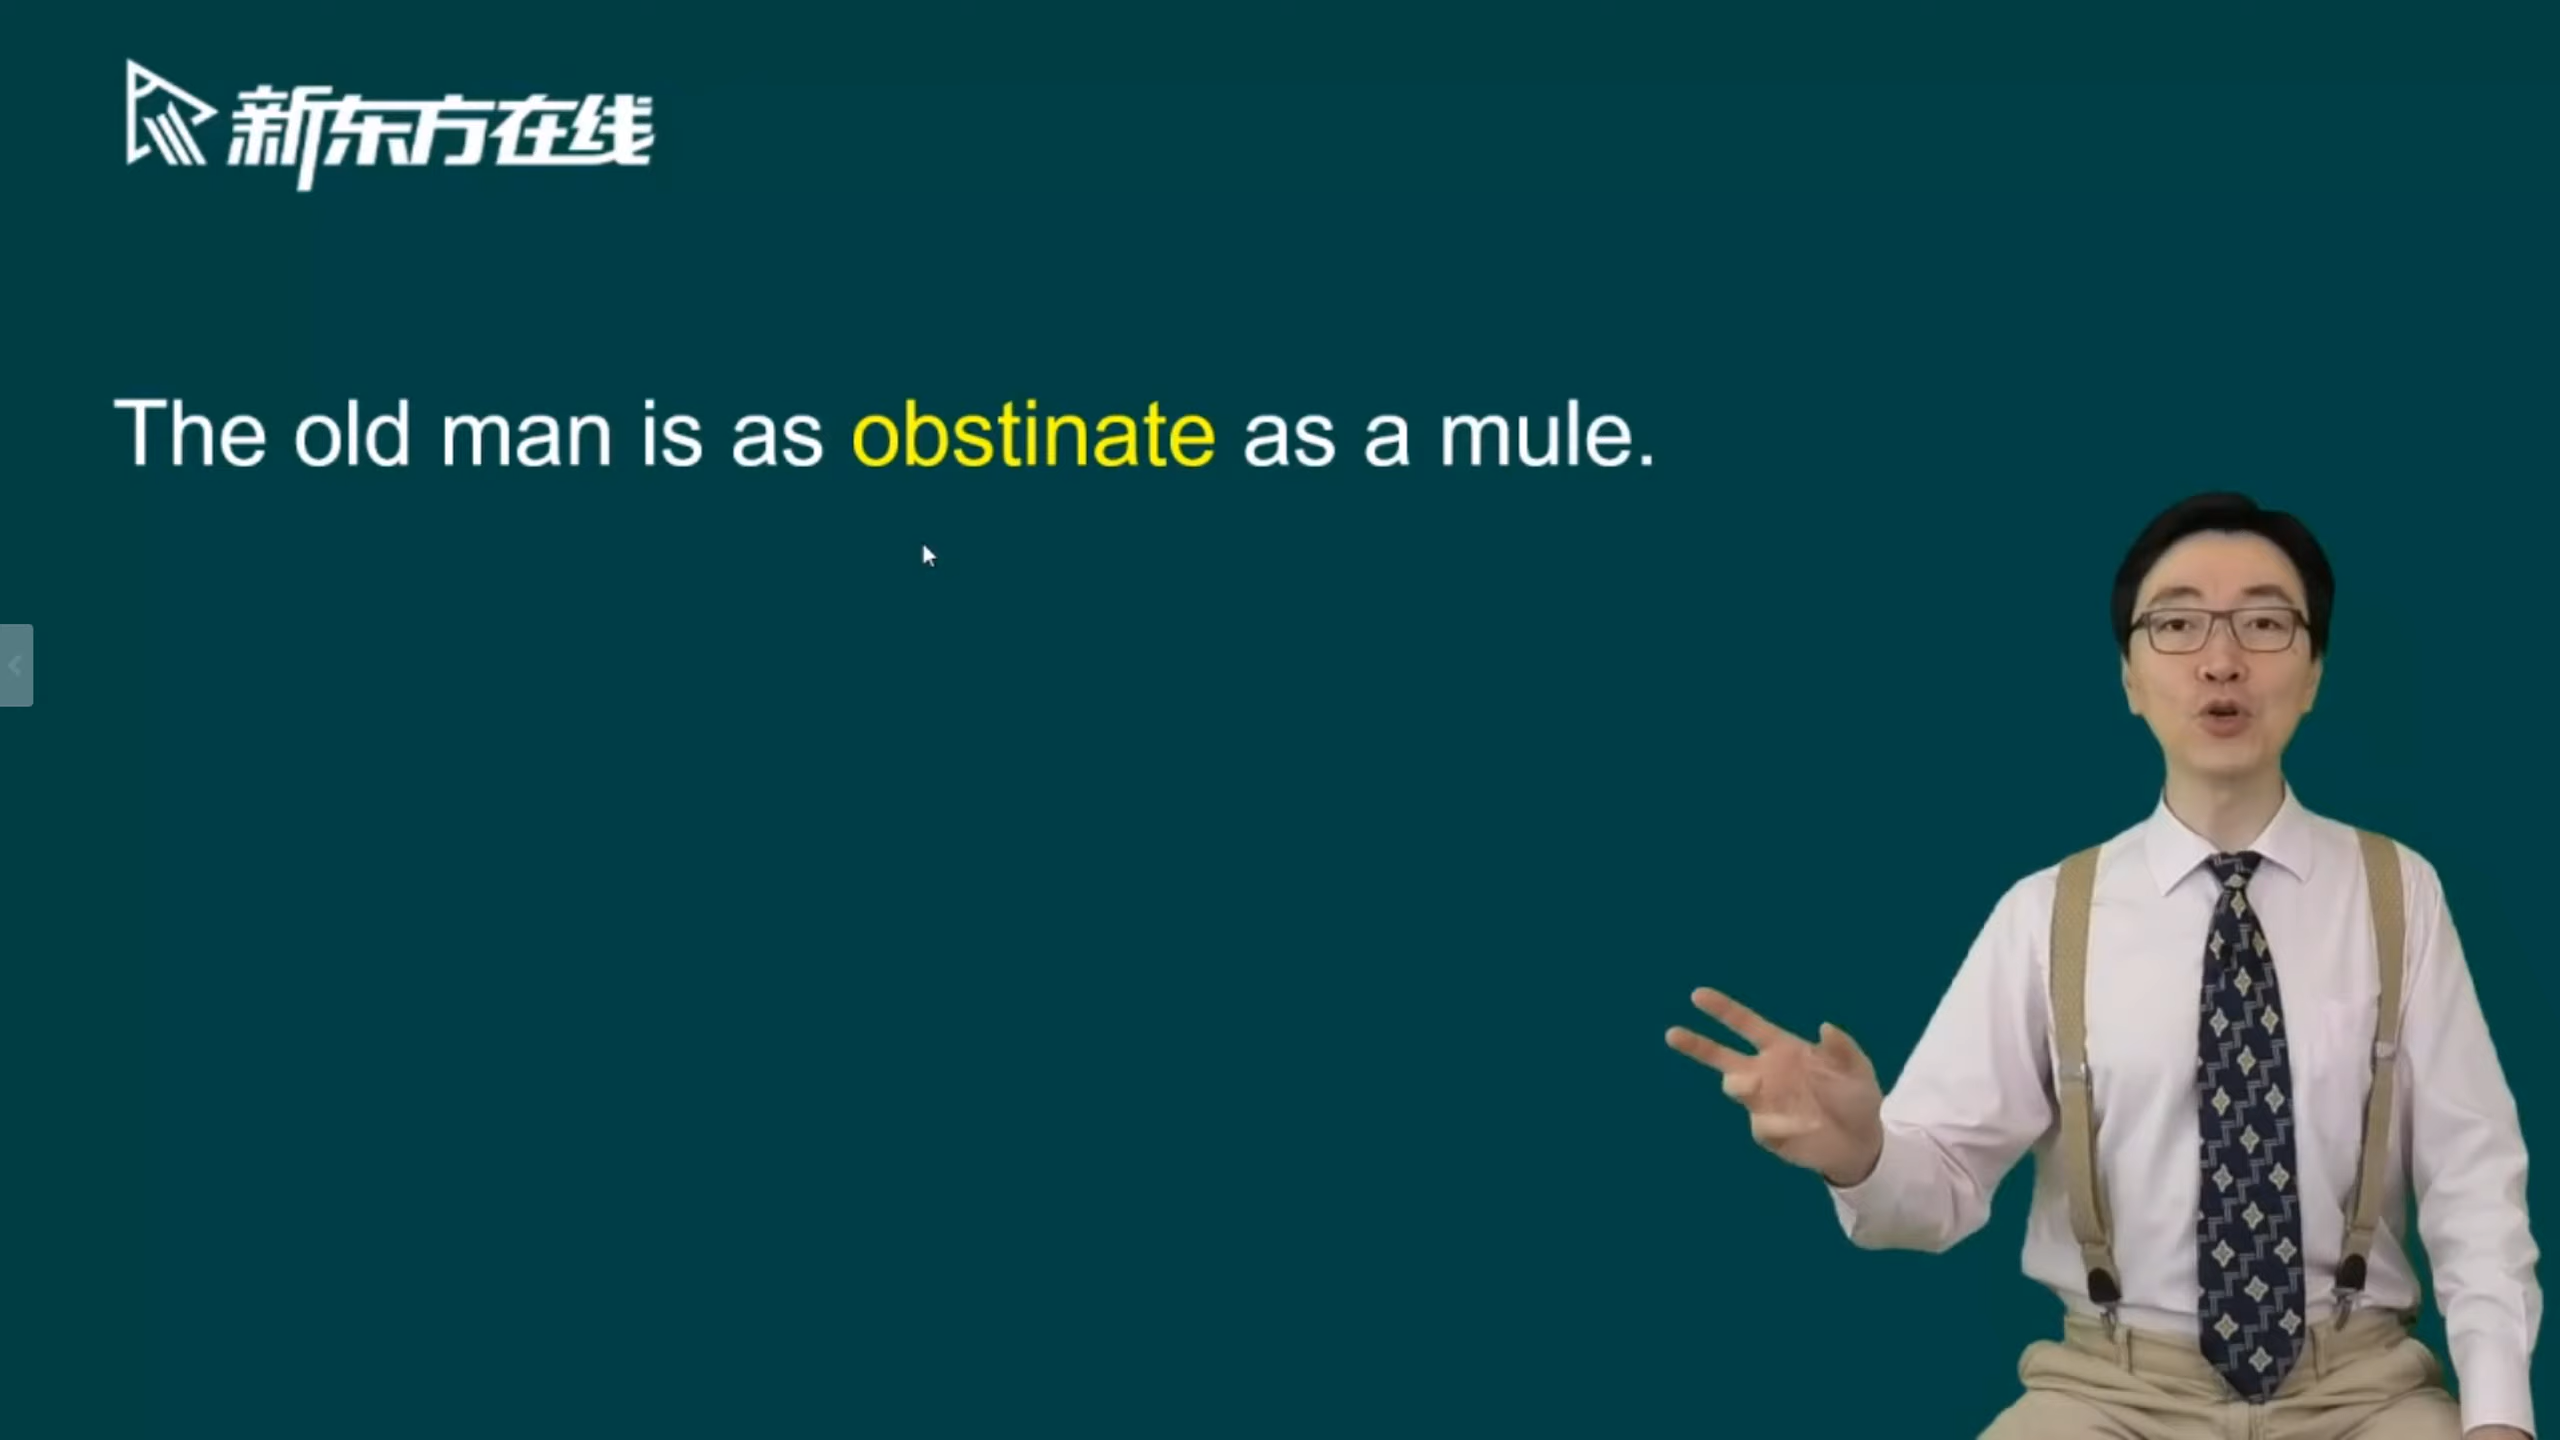 新东方在线
The old man is as obstinate as a mule.